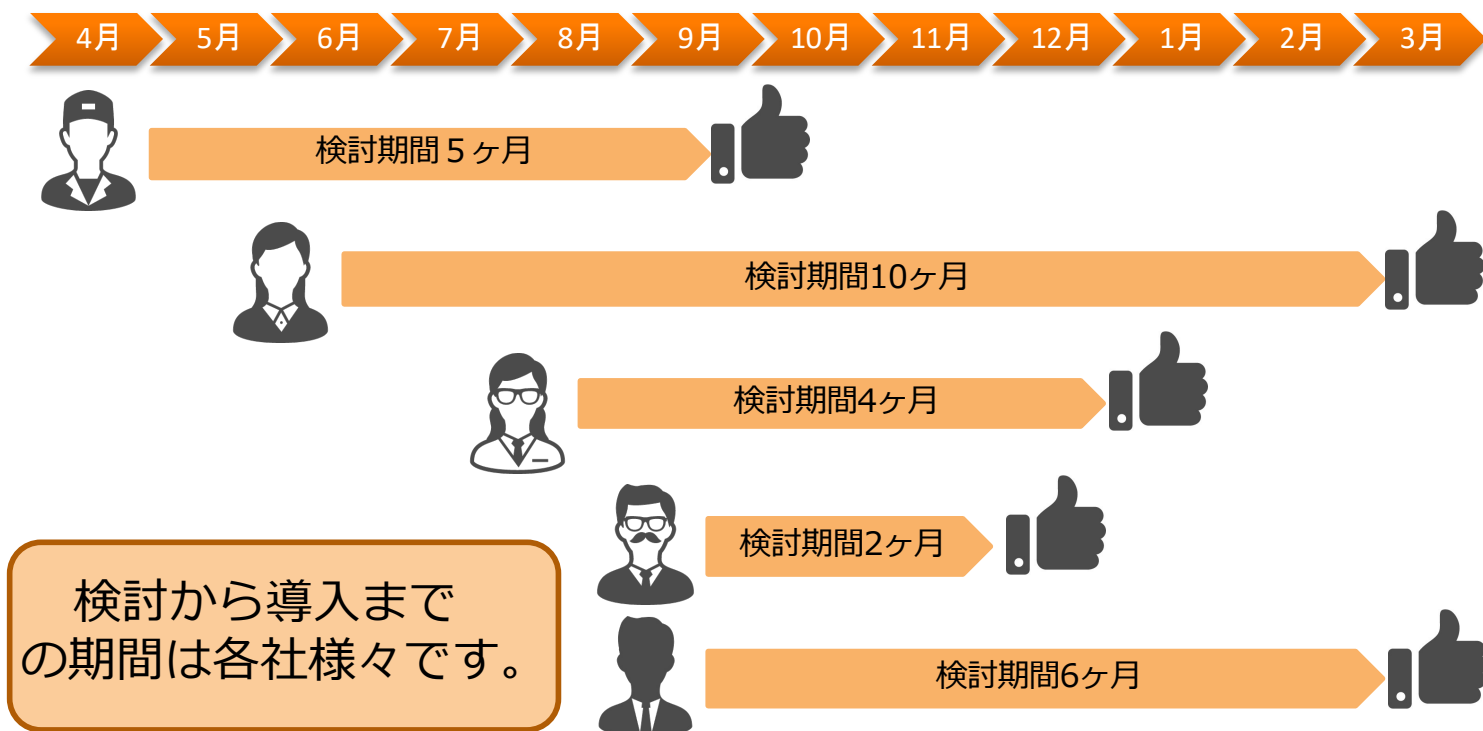 4月 5月 6月 7月 8月 9月 10月 11月 12月 1月 2月 3月
検討期間５ヶ月
検討期間10ヶ月
検討期間4ヶ月
検討期間2ヶ月
検討から導入まで
の期間は各社様々です。
検討期間6ヶ月